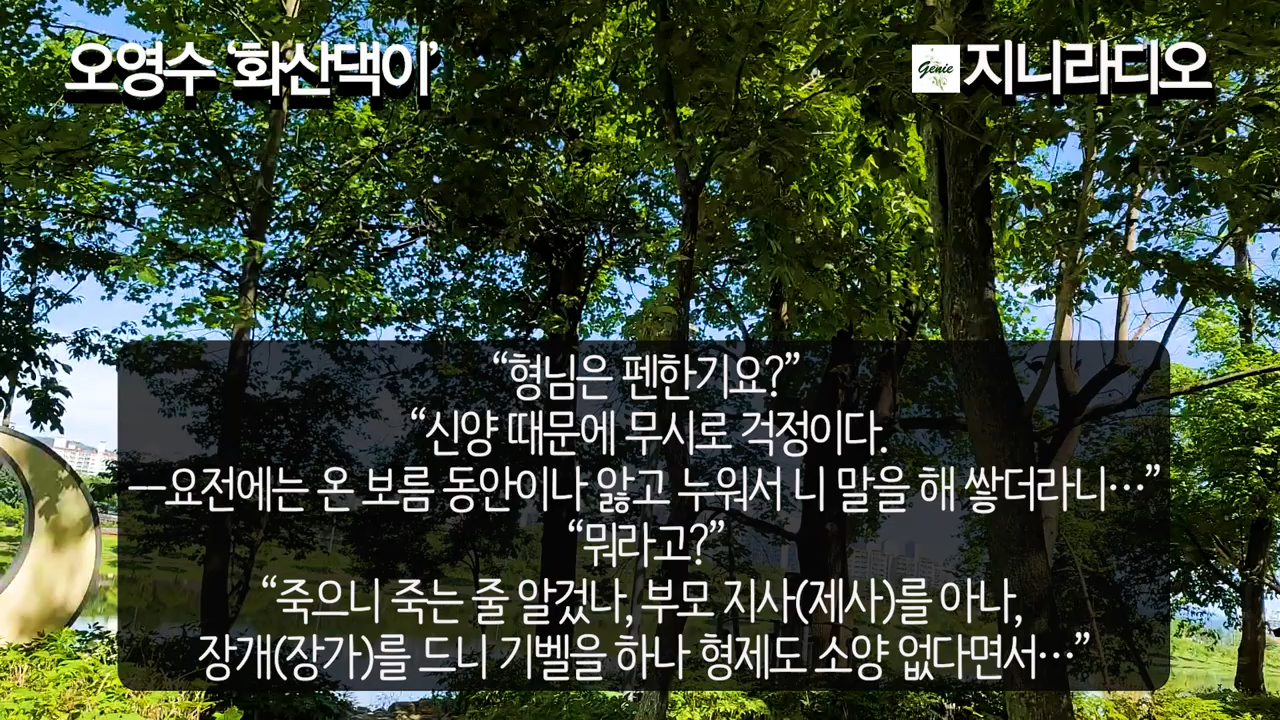 오영수 ‘화산댁이’
Genie 지니라디오
“형님은 펜한기요?”
“신양 때문에 무시로 걱정이다.
—요전에는 온 보름 동안이나 앓고 누워서 니 말을 해 쌓더라니…”
“뭐라고?”
“죽으니 죽는 줄 알겄나, 부모 지사(제사)를 아나,
장개(장가)를 드니 기벨을 하나 형제도 소양 없다면서…”